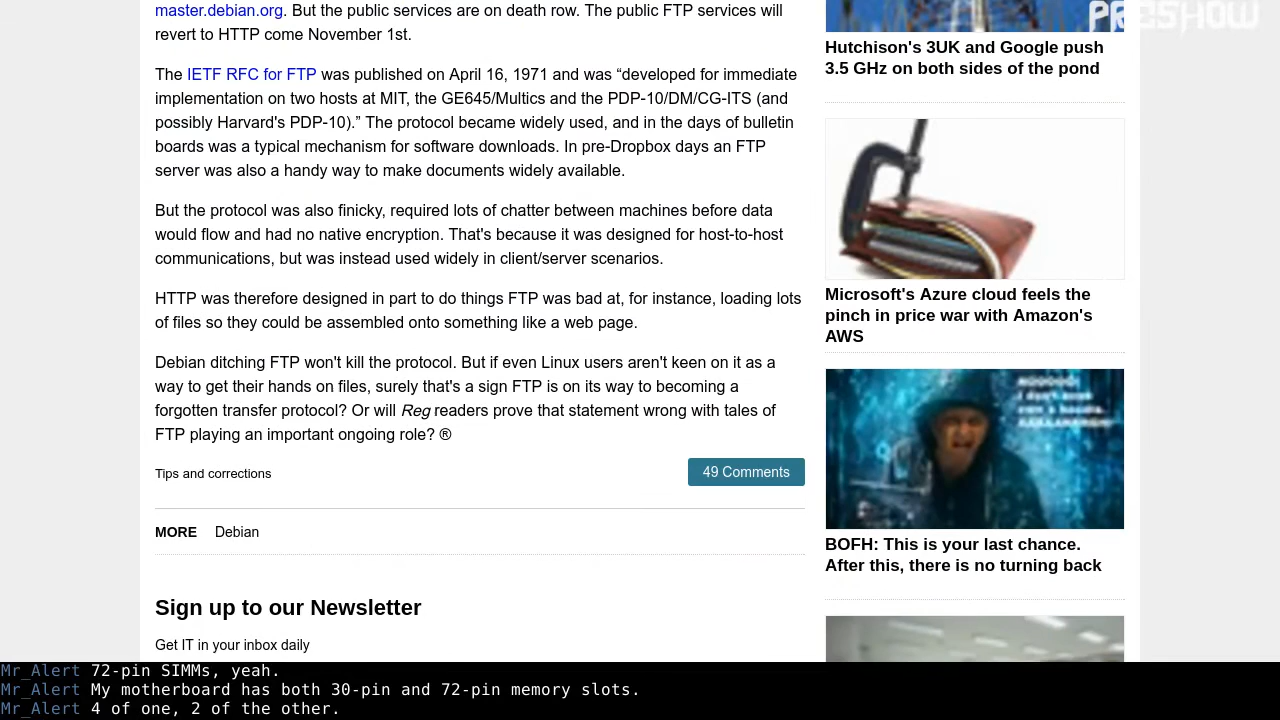 master.debian.org. But the public services are on death row. The public FTP services will
revert to HTTP come November 1st.
The IETF RFC for FTP was published on April 16, 1971 and was “developed for immediate
implementation on two hosts at MIT, the GE645/Multics and the PDP-10/DM/CG-ITS (and
possibly Harvard's PDP-10).” The protocol became widely used, and in the days of bulletin
boards was a typical mechanism for software downloads. In pre-Dropbox days an FTP
server was also a handy way to make documents widely available.
But the protocol was also finicky, required lots of chatter between machines before data
would flow and had no native encryption. That's because it was designed for host-to-host
communications, but was instead used widely in client/server scenarios.
HTTP was therefore designed in part to do things FTP was bad at, for instance, loading lots
of files so they could be assembled onto something like a web page.
Debian ditching FTP won't kill the protocol. But if even Linux users aren't keen on it as a
way to get their hands on files, surely that's a sign FTP is on its way to becoming a
forgotten transfer protocol? Or will Reg readers prove that statement wrong with tales of
FTP playing an important ongoing role? ®
Tips and corrections
49 Comments
MORE Debian
Sign up to our Newsletter
Get IT in your inbox daily
PRESHOW
Hutchison's 3UK and Google push
3.5 GHz on both sides of the pond
Microsoft's Azure cloud feels the
pinch in price war with Amazon's
AWS
BOFH: This is your last chance.
After this, there is no turning back
Mr_Alert 72-pin SIMMs, yeah.
Mr_Alert My motherboard has both 30-pin and 72-pin memory slots.
Mr_Alert 4 of one, 2 of the other.